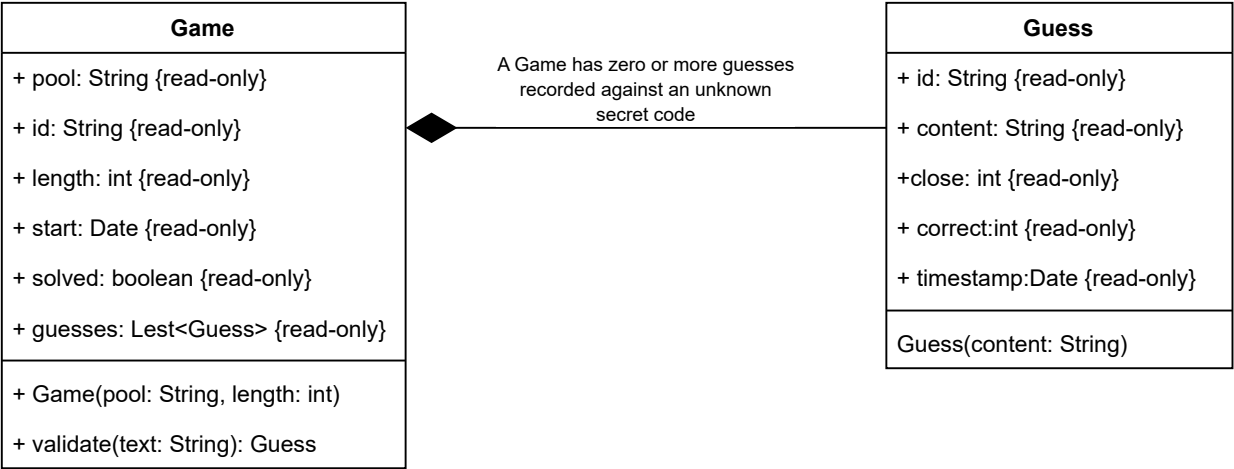 Game
+ pool: String {read-only}
+ id: String {read-only}
+ length: int {read-only}
+ start: Date {read-only}
+ solved: boolean {read-only}
+ guesses: Lest<Guess> {read-only}
+ Game(pool: String, length: int)
+ validate(text: String): Guess
A Game has zero or more guesses
recorded against an unknown
secret code
Guess
+ id: String {read-only}
+ content: String {read-only}
+close: int {read-only}
+ correct:int {read-only}
+ timestamp:Date {read-only}
Guess(content: String)